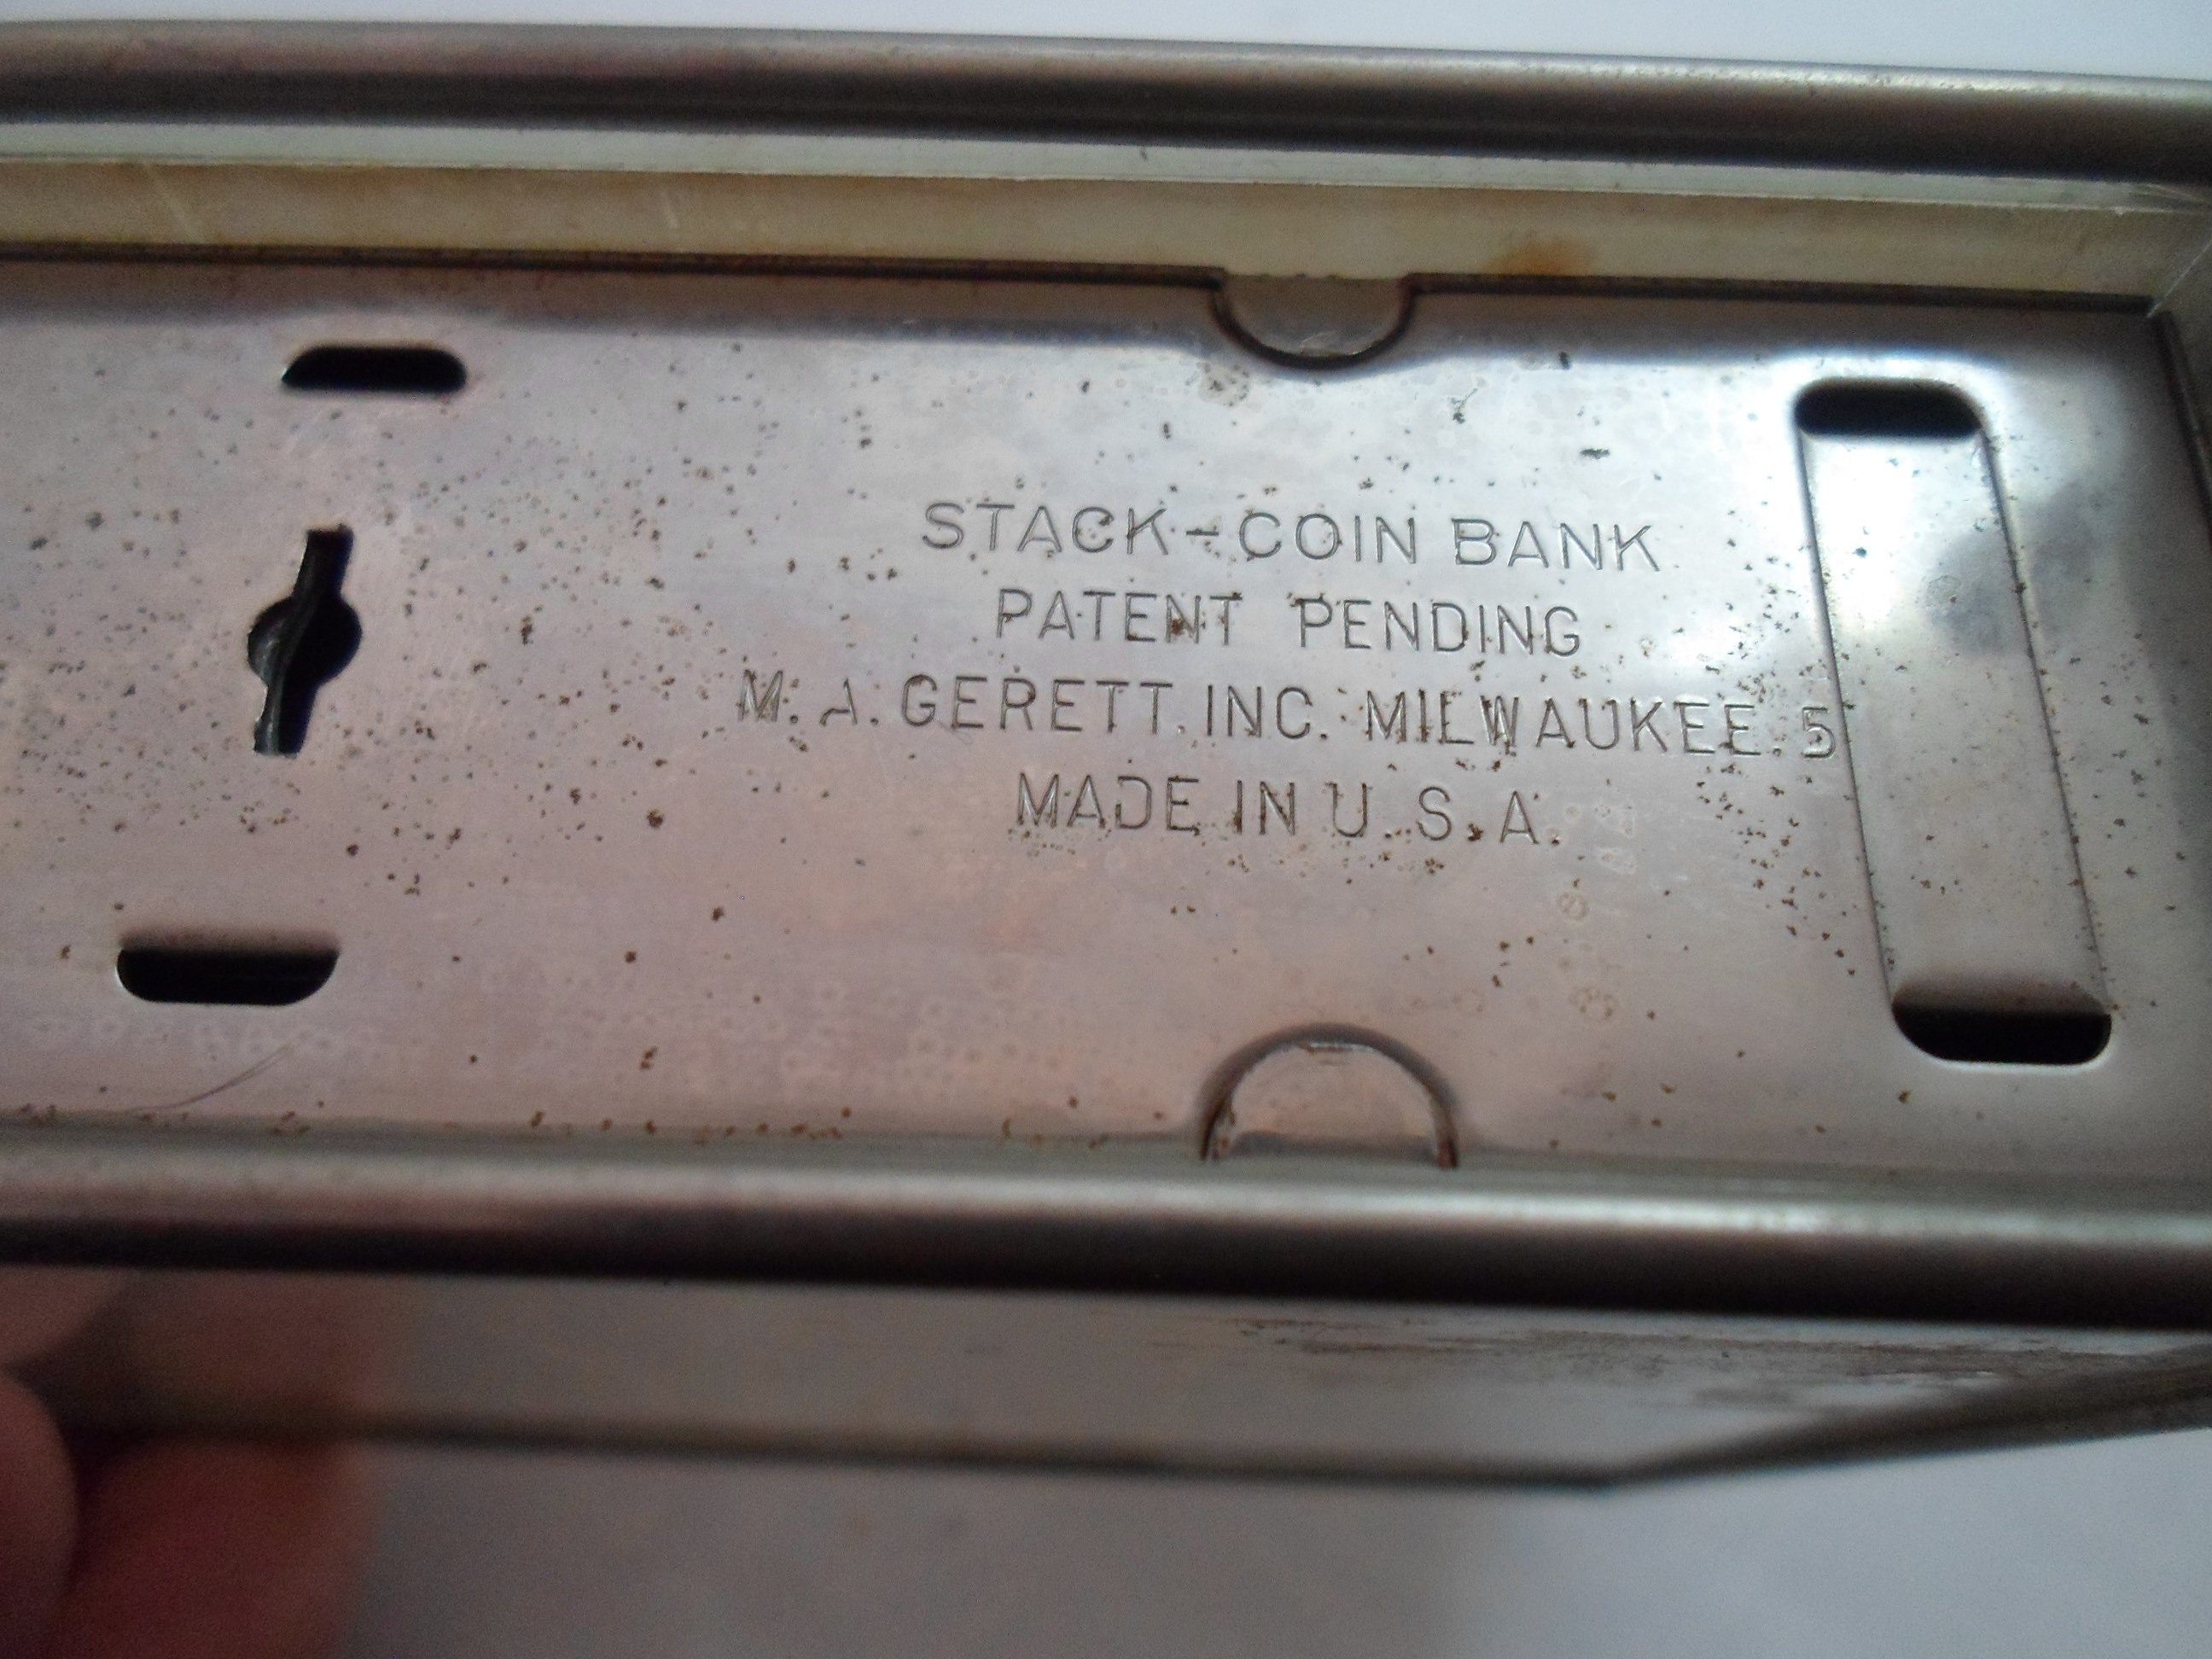 STACK-COIN BANK
PATENT PENDING
M. A. GERETT. INC. MILWAUKEE. 5
MADE IN U. S. A.